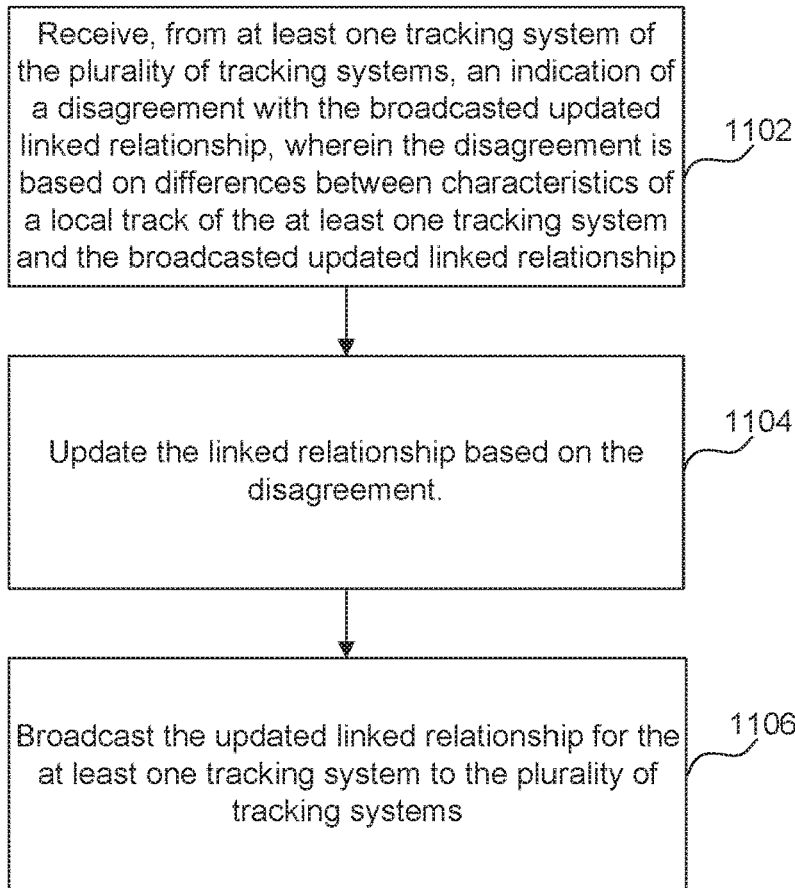 Receive, from at least one tracking system of
the plurality of tracking systems, an indication of
a disagreement with the broadcasted updated
linked relationship, wherein the disagreement is
based on differences between characteristics of
a local track of the at least one tracking system
and the broadcasted updated linked relationship
1102
Update the linked relationship based on the
disagreement.
1104
Broadcast the updated linked relationship for the
at least one tracking system to the plurality of
tracking systems
1106